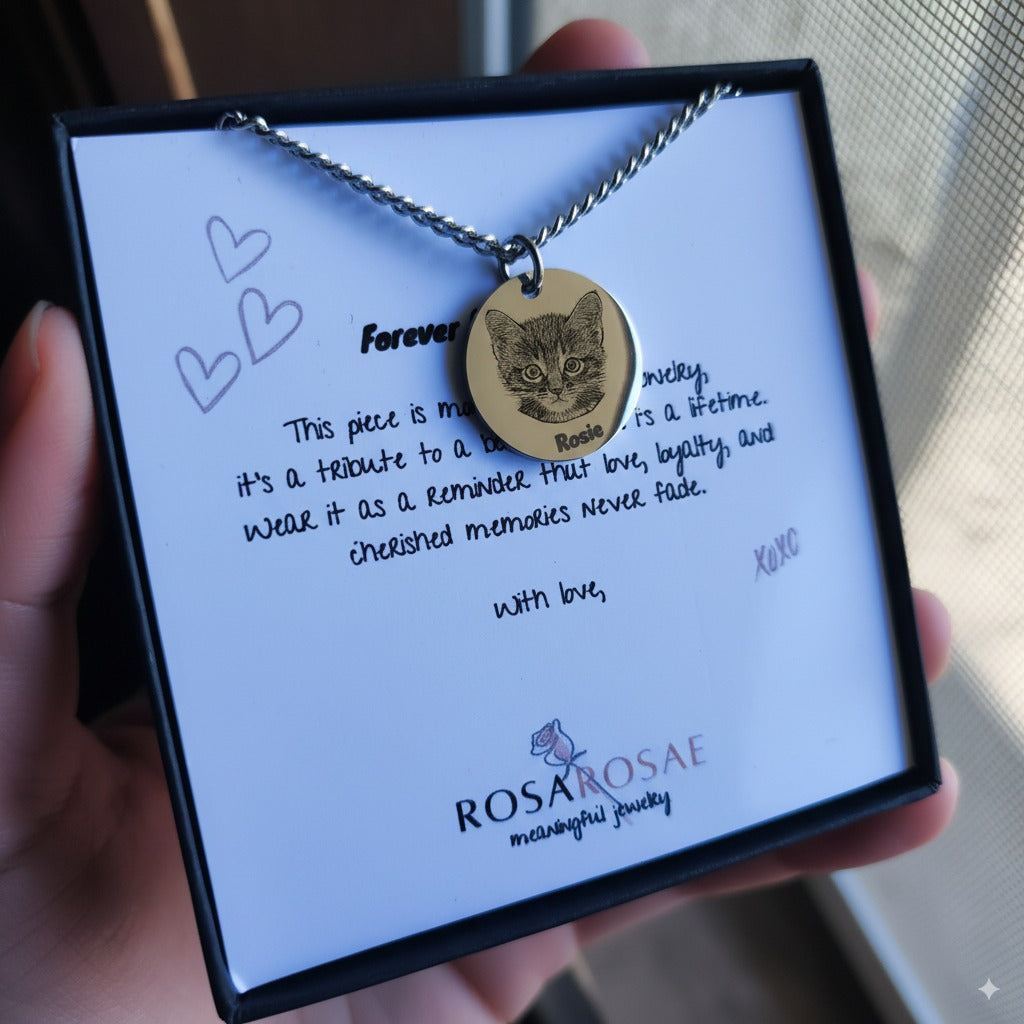 Forever
Rosie
This piece is
it's a tribute to a is a lifetime.
wear it as a reminder that love, loyalty, and
cherished memories never fade.
xoxo
with love,
ROSAROSAE
meaningful jewelry